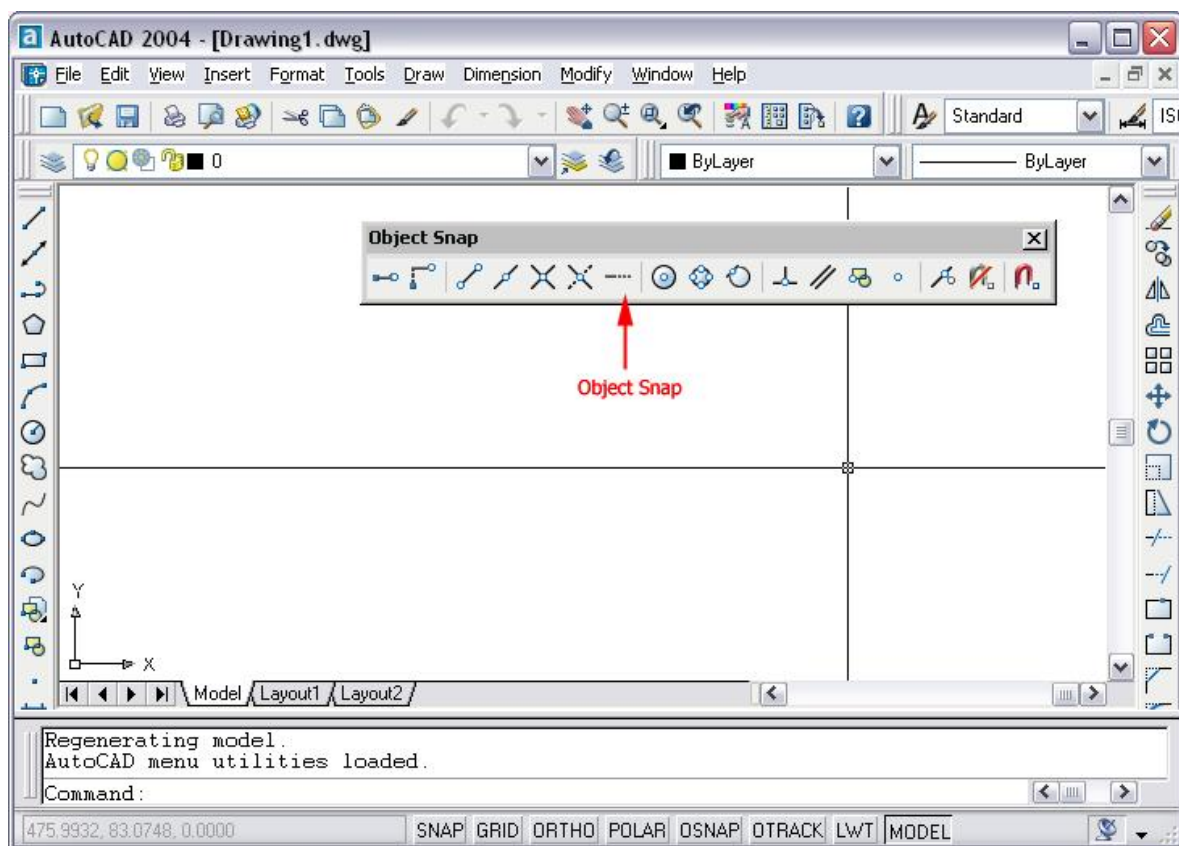 AutoCAD 2004 - [Drawing1.dwg]
File Edit View Insert Format Tools Draw Dimension Modify Window Help
Standard
0 ByLayer ByLayer
Object Snap
Object Snap
Y
X
Model Layout1 Layout2
Regenerating model.
AutoCAD menu utilities loaded.
Command:
475.9932, 83.0748, 0.0000 SNAP GRID ORTHO POLAR OSNAP OTRACK LWT MODEL